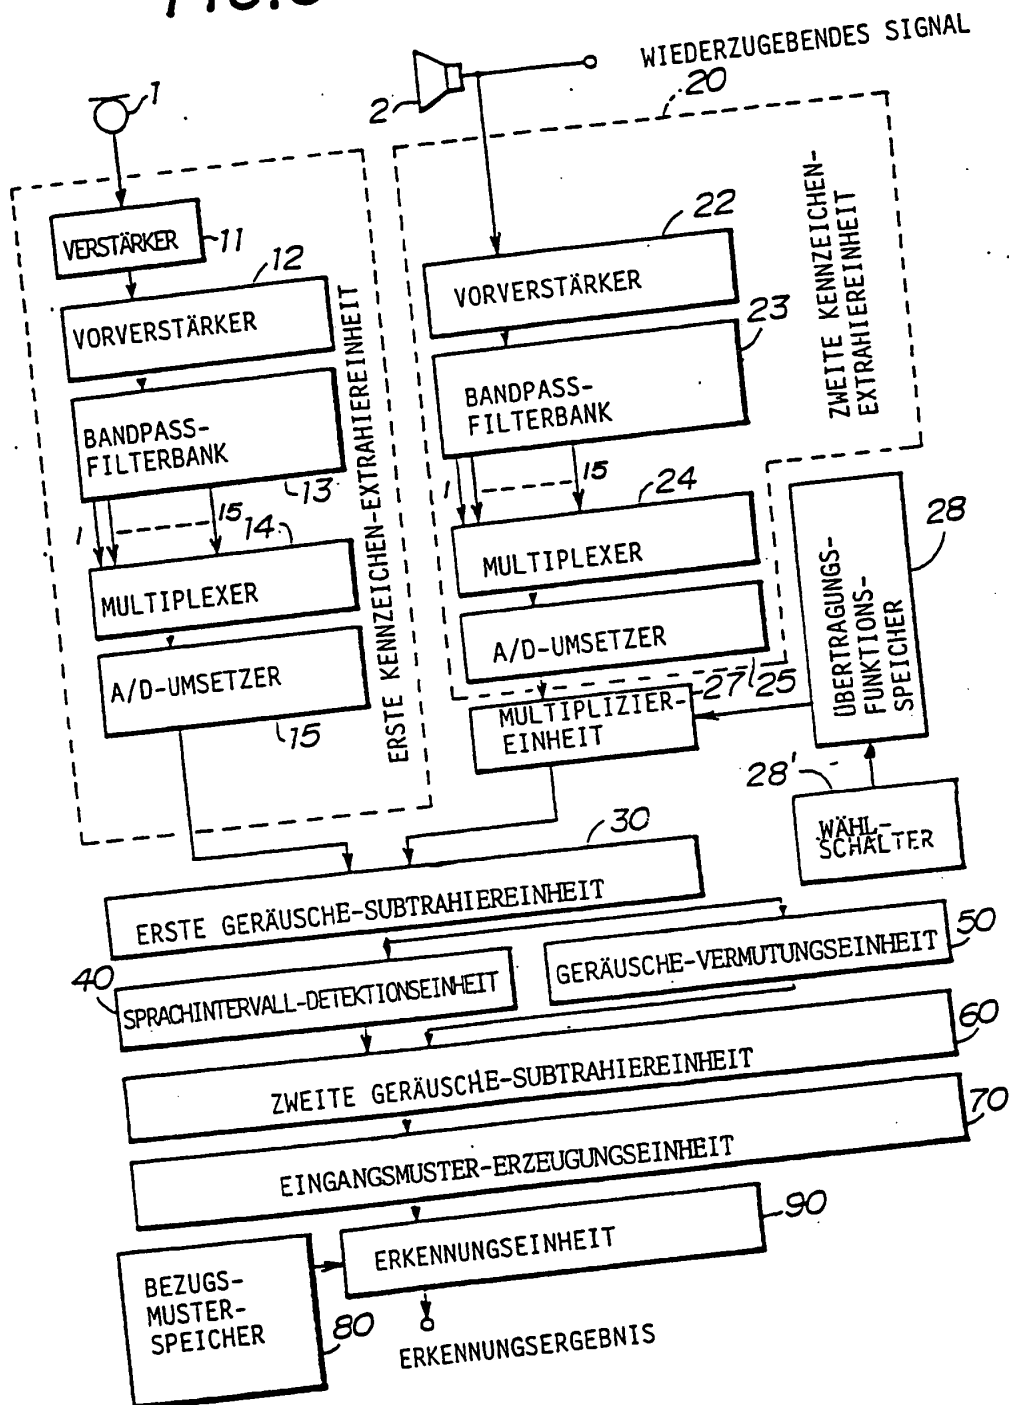 WIEDERZUGEBENDES SIGNAL
1
2
20
VERSTÄRKER
11
12
VORVERSTÄRKER
BANDPASS-
FILTERBANK
13
1
15
14
MULTIPLEXER
A/D-UMSETZER
15
ERSTE KENNZEICHEN-EXTRAHIEREINHEIT
22
VORVERSTÄRKER
23
BANDPASS-
FILTERBANK
1
15
24
MULTIPLEXER
A/D-UMSETZER
25
ZWEITE KENNZEICHEN-
EXTRAHIEREINHEIT
27
MULTIPLIZIER-
EINHEIT
28
ÜBERTRAGUNGS-
FUNKTIONS-
SPEICHER
28'
WÄHL-
SCHALTER
30
ERSTE GERÄUSCHE-SUBTRAHIEREINHEIT
40
SPRACHINTERVALL-DETEKTIONSEINHEIT
GERÄUSCHE-VERMUTUNGSEINHEIT
50
60
ZWEITE GERÄUSCHE-SUBTRAHIEREINHEIT
70
EINGANGSMUSTER-ERZEUGUNGSEINHEIT
90
ERKENNUNGSEINHEIT
BEZUGS-
MUSTER-
SPEICHER
80
ERKENNUNGSERGEBNIS